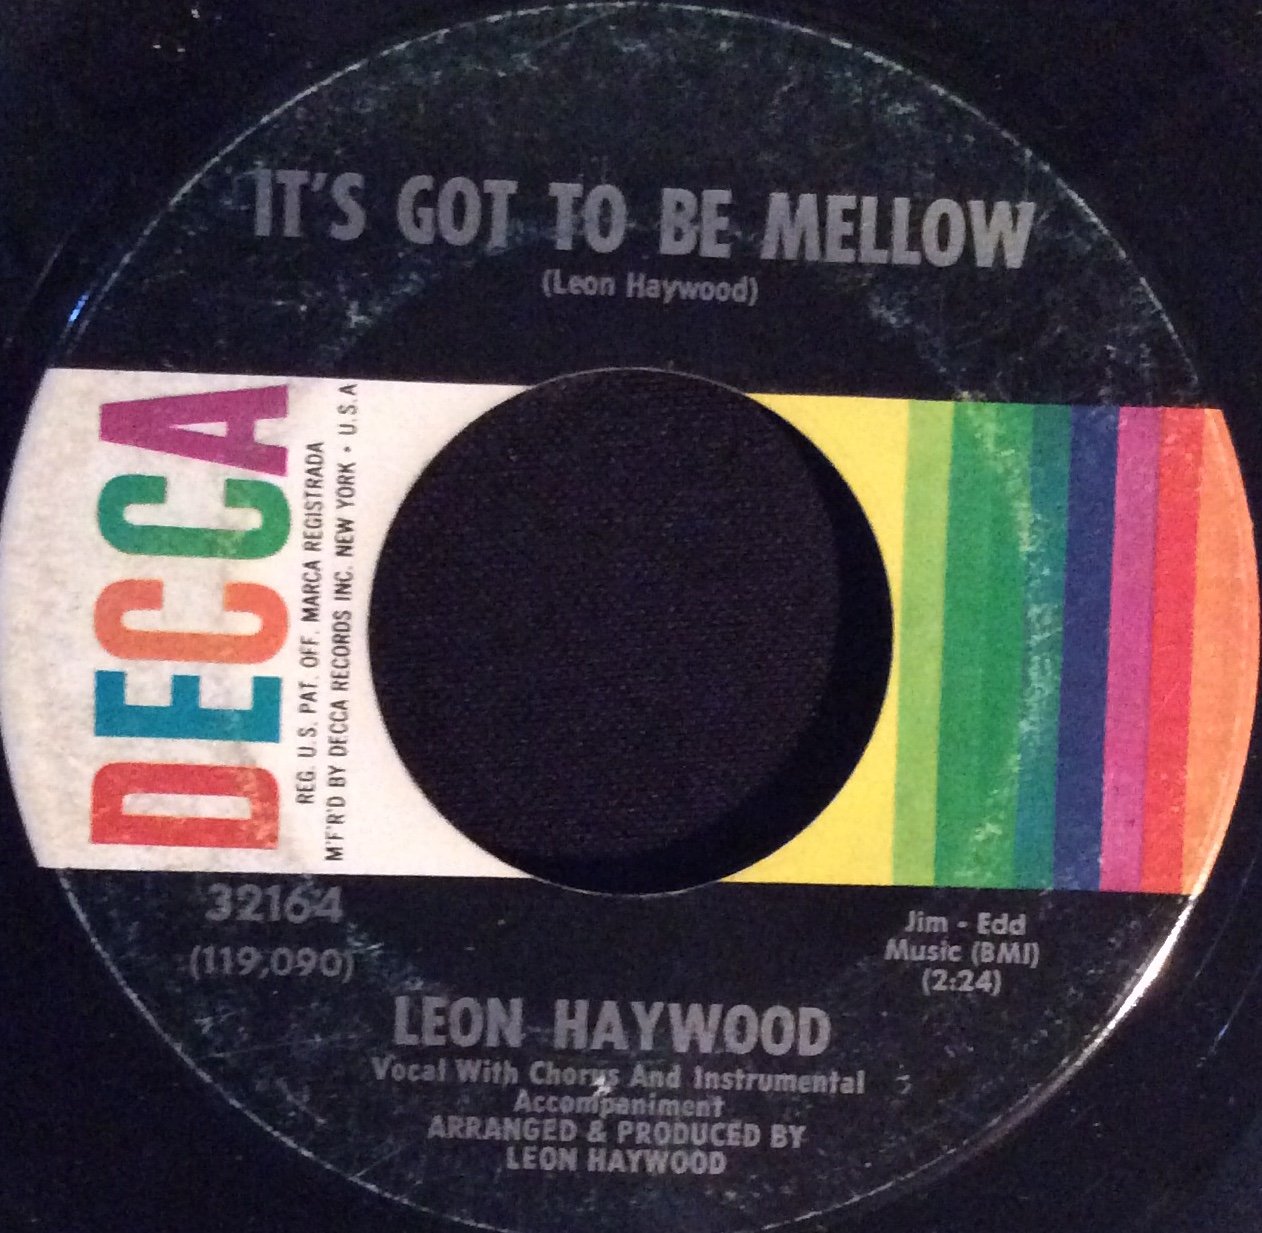 IT'S GOT TO BE MELLOW
(Leon Haywood)
DECCA
REG. U.S. PAT. OFF. MARCA REGISTRADA
M'F'R'D BY DECCA RECORDS INC. NEW YORK • U.S.A
32164
(119,090)
Jim - Edd
Music (BMI)
(2:24)
LEON HAYWOOD
Vocal With Chorus And Instrumental
Accompaniment
ARRANGED & PRODUCED BY
LEON HAYWOOD